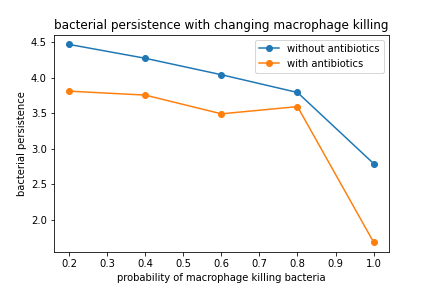 bacterial persistence with changing macrophage killing
without antibiotics
with antibiotics
bacterial persistence
4.5
4.0
3.5
3.0
2.5
2.0
0.2 0.3 0.4 0.5 0.6 0.7 0.8 0.9 1.0
probability of macrophage killing bacteria